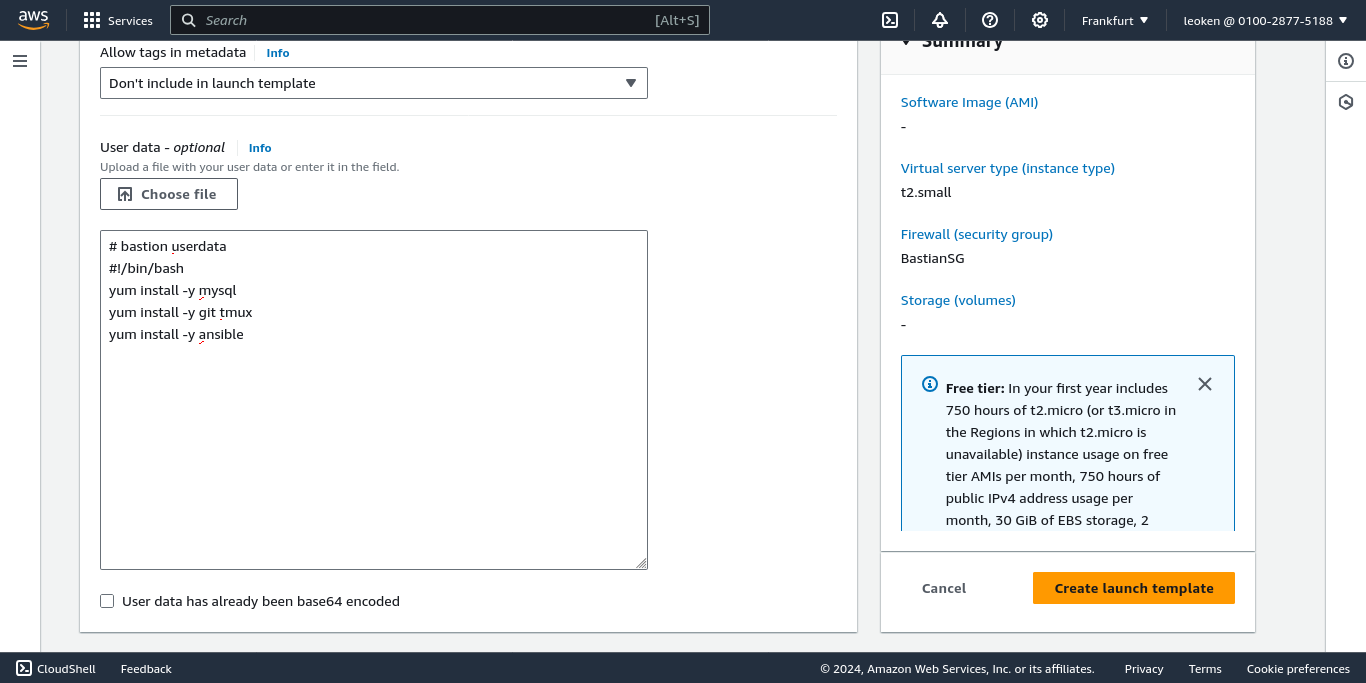 aws
Services
Search
[Alt+S]
Frankfurt
leoken @ 0100-2877-5188
Allow tags in metadata
Info
Don't include in launch template
User data - optional
Info
Upload a file with your user data or enter it in the field.
Choose file
# bastion userdata
#!/bin/bash
yum install -y mysql
yum install -y git tmux
yum install -y ansible
User data has already been base64 encoded
Summary
Software Image (AMI)
-
Virtual server type (instance type)
t2.small
Firewall (security group)
BastianSG
Storage (volumes)
-
Free tier: In your first year includes
750 hours of t2.micro (or t3.micro in
the Regions in which t2.micro is
unavailable) instance usage on free
tier AMIs per month, 750 hours of
public IPv4 address usage per
month, 30 GiB of EBS storage, 2
Cancel
Create launch template
CloudShell
Feedback
© 2024, Amazon Web Services, Inc. or its affiliates.
Privacy
Terms
Cookie preferences